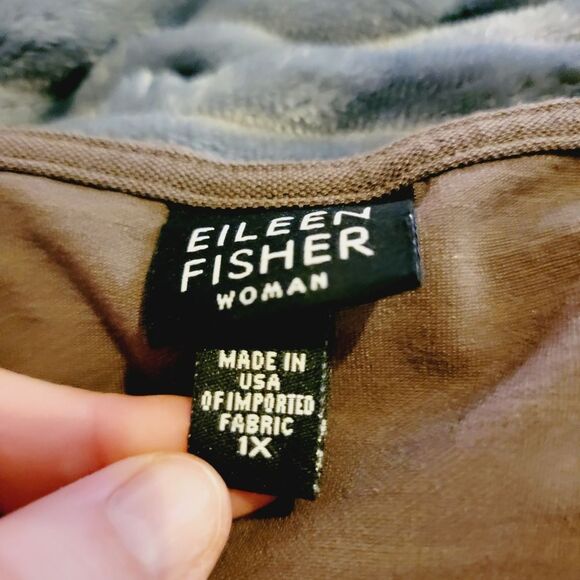 EILEEN
FISHER
WOMAN
MADE IN
USA
OF IMPORTED
FABRIC
1X